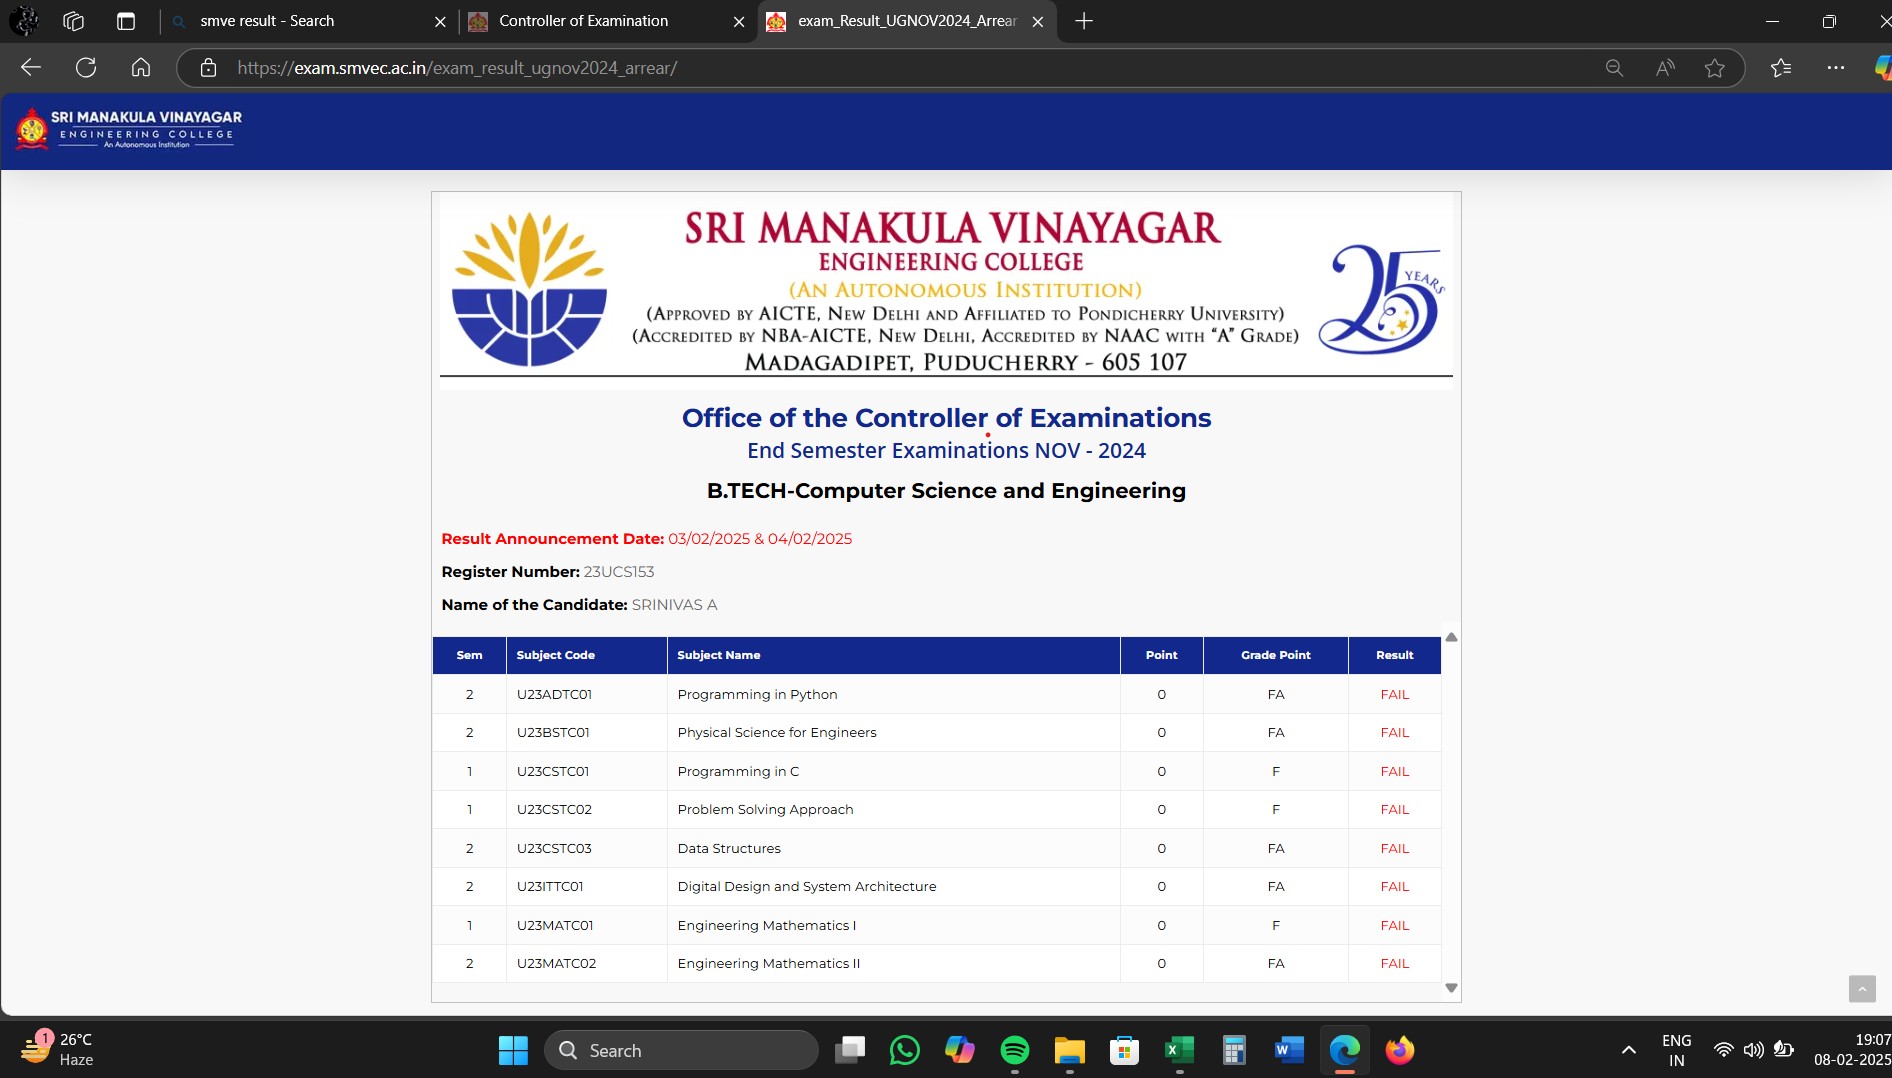 smve result - Search
Controller of Examination
exam_Result_UGNOV2024_Arrear
https://exam.smvec.ac.in/exam_result_ugnov2024_arrear/
SRI MANAKULA VINAYAGAR
ENGINEERING COLLEGE
An Autonomous Institution
SRI MANAKULA VINAYAGAR
ENGINEERING COLLEGE
(AN AUTONOMOUS INSTITUTION)
(APPROVED BY AICTE, NEW DELHI AND AFFILIATED TO PONDICHERRY UNIVERSITY)
(ACCREDITED BY NBA-AICTE, NEW DELHI, ACCREDITED BY NAAC WITH "A" GRADE)
MADAGADIPET, PUDUCHERRY - 605 107
25 YEARS
Office of the Controller of Examinations
End Semester Examinations NOV - 2024
B.TECH-Computer Science and Engineering
Result Announcement Date: 03/02/2025 & 04/02/2025
Register Number: 23UCS153
Name of the Candidate: SRINIVAS A
Sem Subject Code Subject Name Point Grade Point Result
2 U23ADTC01 Programming in Python 0 FA FAIL
2 U23BSTC01 Physical Science for Engineers 0 FA FAIL
1 U23CSTC01 Programming in C 0 F FAIL
1 U23CSTC02 Problem Solving Approach 0 F FAIL
2 U23CSTC03 Data Structures 0 FA FAIL
2 U23ITTC01 Digital Design and System Architecture 0 FA FAIL
1 U23MATC01 Engineering Mathematics I 0 F FAIL
2 U23MATC02 Engineering Mathematics II 0 FA FAIL
1
26°C
Haze
Search
ENG
IN
19:07
08-02-2025